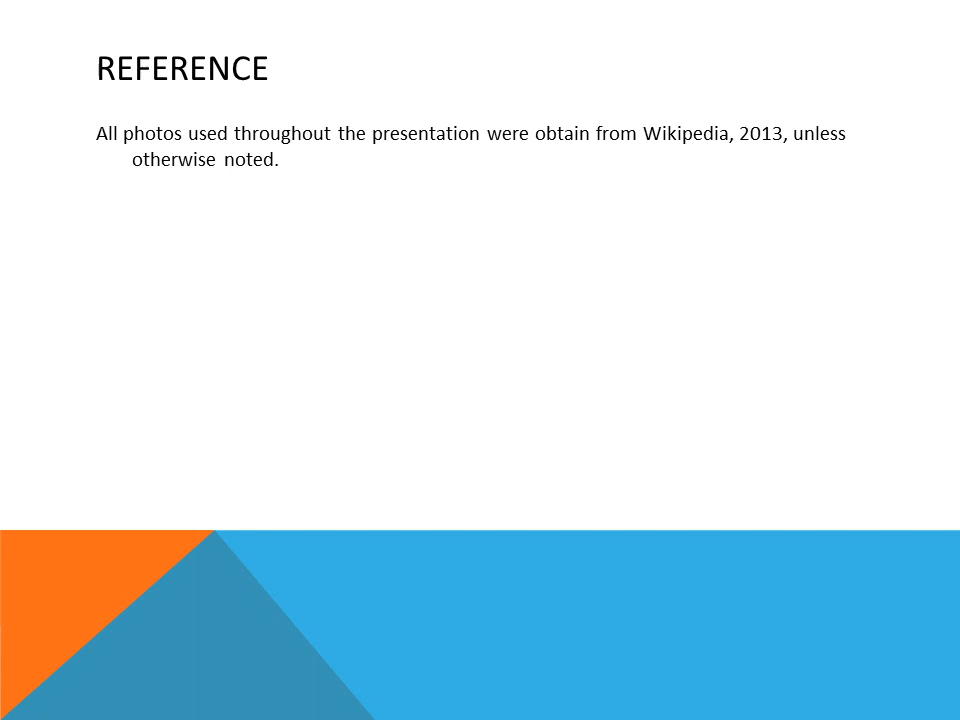 REFERENCE
All photos used throughout the presentation were obtain from Wikipedia, 2013, unless
otherwise noted.